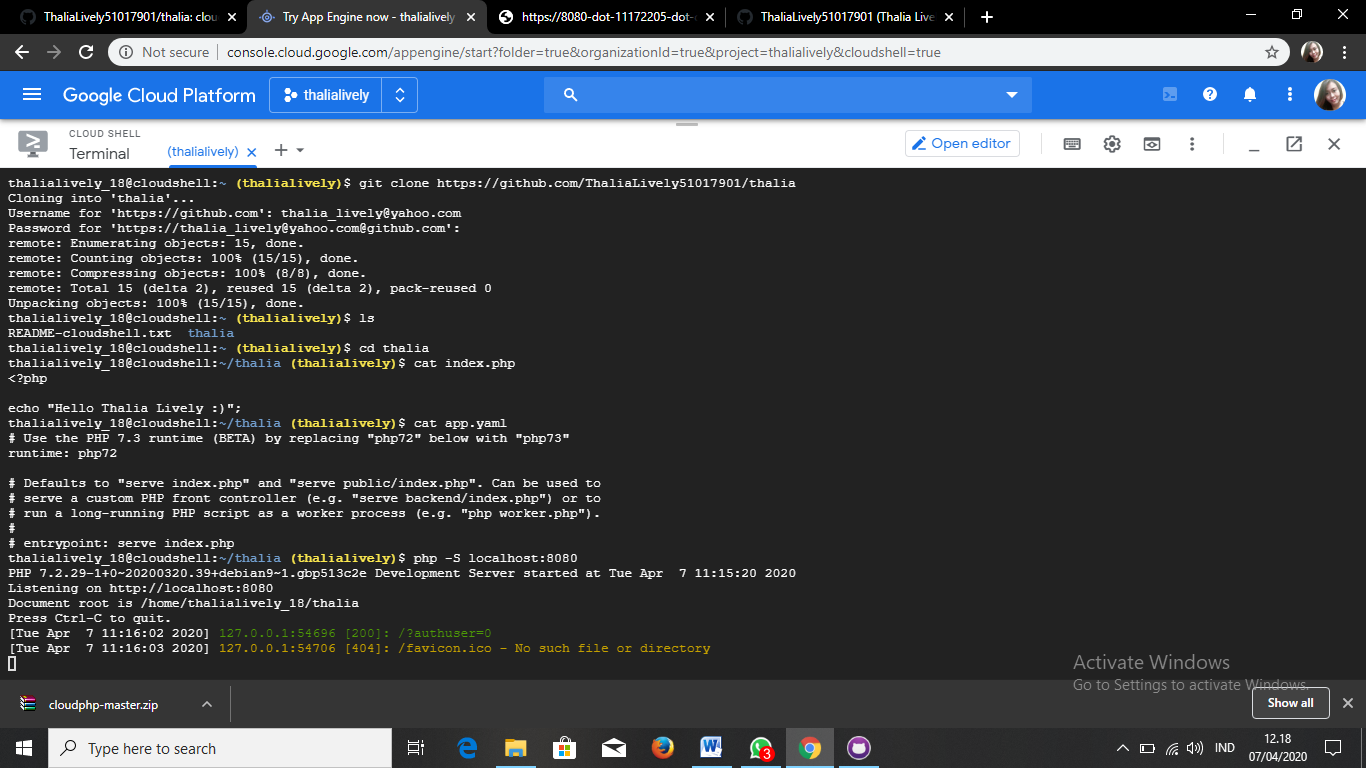 ThaliaLively51017901/thalia: clou
Try App Engine now - thalialively
https://8080-dot-11172205-dot-
ThaliaLively51017901 (Thalia Live
Not secure
console.cloud.google.com/appengine/start?folder=true&organizationId=true&project=thalialively&cloudshell=true
Google Cloud Platform
thalialively
CLOUD SHELL
Terminal
(thalialively)
Open editor
thalialively_18@cloudshell:~ (thalialively)$ git clone https://github.com/ThaliaLively51017901/thalia
Cloning into 'thalia'...
Username for 'https://github.com': thalia_lively@yahoo.com
Password for 'https://thalia_lively@yahoo.com@github.com':
remote: Enumerating objects: 15, done.
remote: Counting objects: 100% (15/15), done.
remote: Compressing objects: 100% (8/8), done.
remote: Total 15 (delta 2), reused 15 (delta 2), pack-reused 0
Unpacking objects: 100% (15/15), done.
thalialively_18@cloudshell:~ (thalialively)$ ls
README-cloudshell.txt  thalia
thalialively_18@cloudshell:~ (thalialively)$ cd thalia
thalialively_18@cloudshell:~/thalia (thalialively)$ cat index.php
<?php
echo "Hello Thalia Lively :)";
thalialively_18@cloudshell:~/thalia (thalialively)$ cat app.yaml
# Use the PHP 7.3 runtime (BETA) by replacing "php72" below with "php73"
runtime: php72
# Defaults to "serve index.php" and "serve public/index.php". Can be used to
# serve a custom PHP front controller (e.g. "serve backend/index.php") or to
# run a long-running PHP script as a worker process (e.g. "php worker.php").
#
# entrypoint: serve index.php
thalialively_18@cloudshell:~/thalia (thalialively)$ php -S localhost:8080
PHP 7.2.29-1+0~20200320.39+debian9~1.gbp513c2e Development Server started at Tue Apr  7 11:15:20 2020
Listening on http://localhost:8080
Document root is /home/thalialively_18/thalia
Press Ctrl-C to quit.
[Tue Apr  7 11:16:02 2020] 127.0.0.1:54696 [200]: /?authuser=0
[Tue Apr  7 11:16:03 2020] 127.0.0.1:54706 [404]: /favicon.ico - No such file or directory
Activate Windows
Go to Settings to activate Windows.
cloudphp-master.zip
Show all
Type here to search
3
IND
12.18
07/04/2020